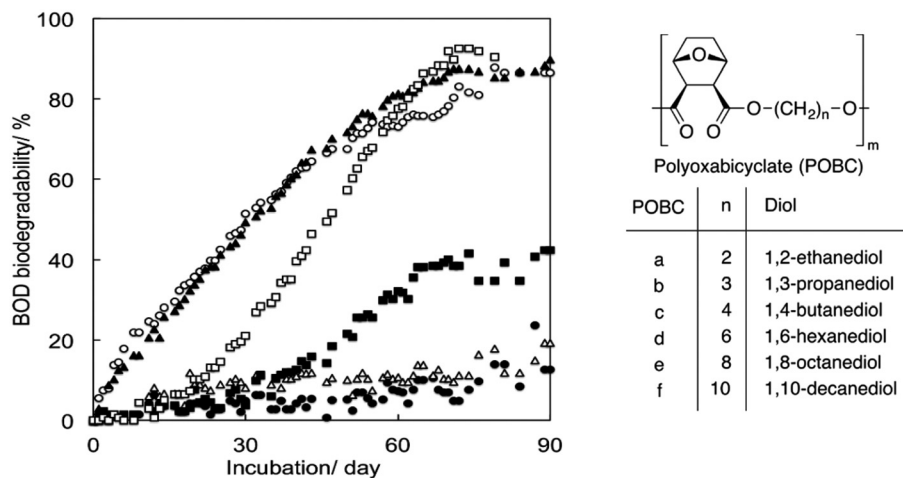 100
80
60
40
20
0
BOD biodegradability/ %
0 30 60 90
Incubation/ day
O
O O
O–(CH2)n–O
m
Polyoxabicyclate (POBC)
POBC n Diol
a 2 1,2-ethanediol
b 3 1,3-propanediol
c 4 1,4-butanediol
d 6 1,6-hexanediol
e 8 1,8-octanediol
f 10 1,10-decanediol